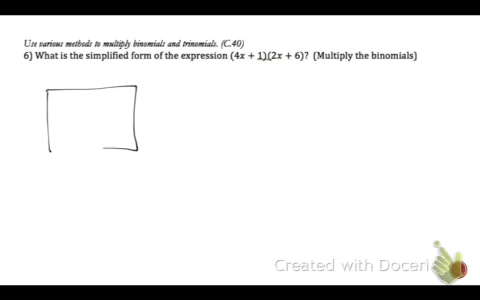 Use various methods to multiply binomials and trinomials. (C.40)
6) What is the simplified form of the expression (4x + 1)(2x + 6)? (Multiply the binomials)
Created with Doceri